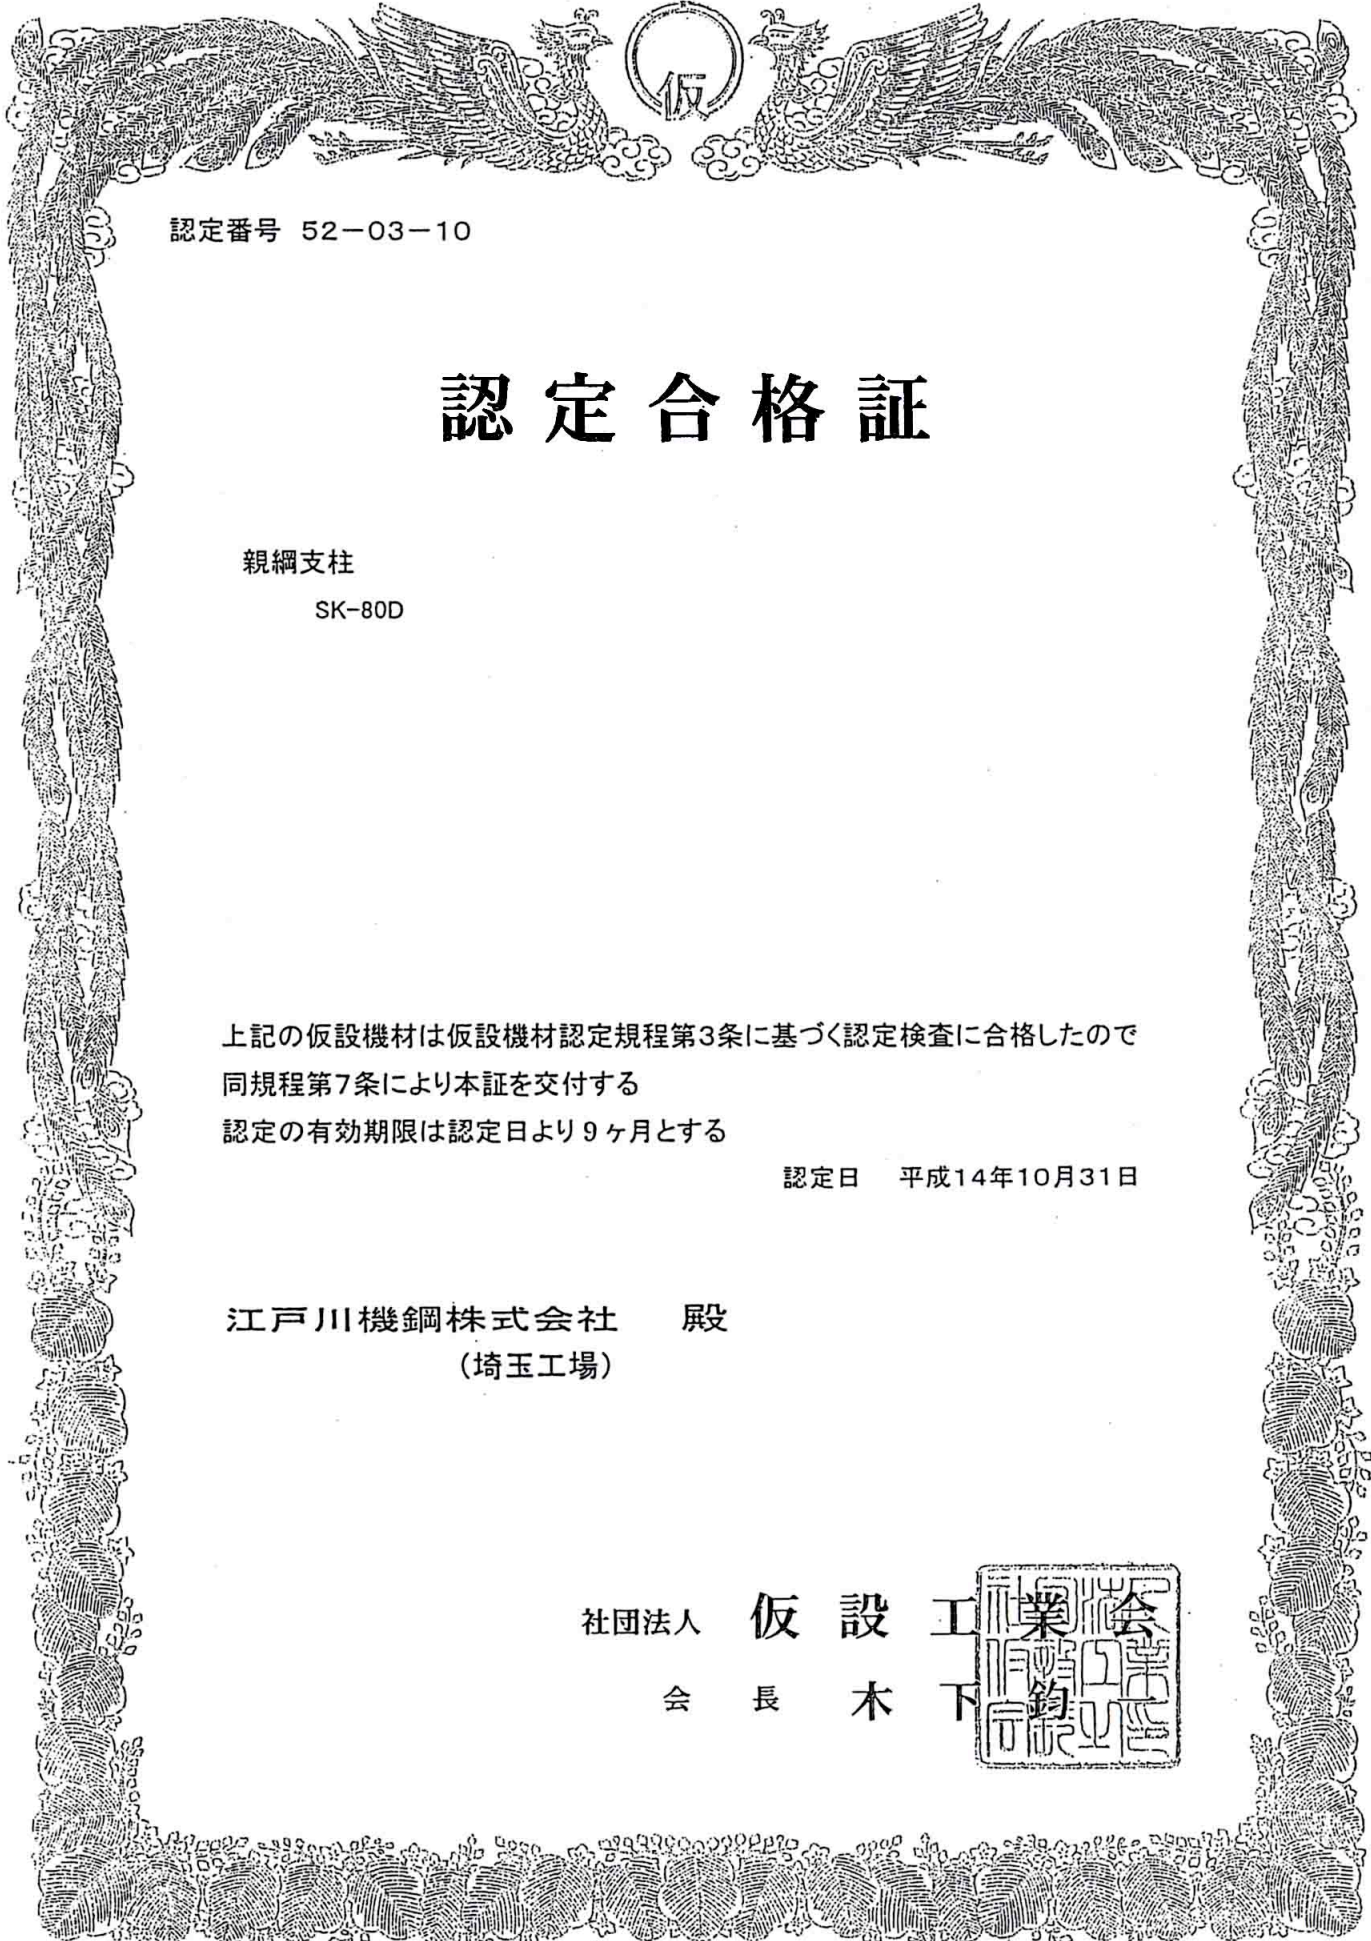 仮
認定番号 52－03－10
認定合格証
親綱支柱
SK-80D
上記の仮設機材は仮設機材認定規程第3条に基づく認定検査に合格したので
同規程第7条により本証を交付する
認定の有効期限は認定日より9ヶ月とする
認定日 平成14年10月31日
江戸川機鋼株式会社 殿
（埼玉工場）
社団法人 仮設工業会
会長 木下鈞一